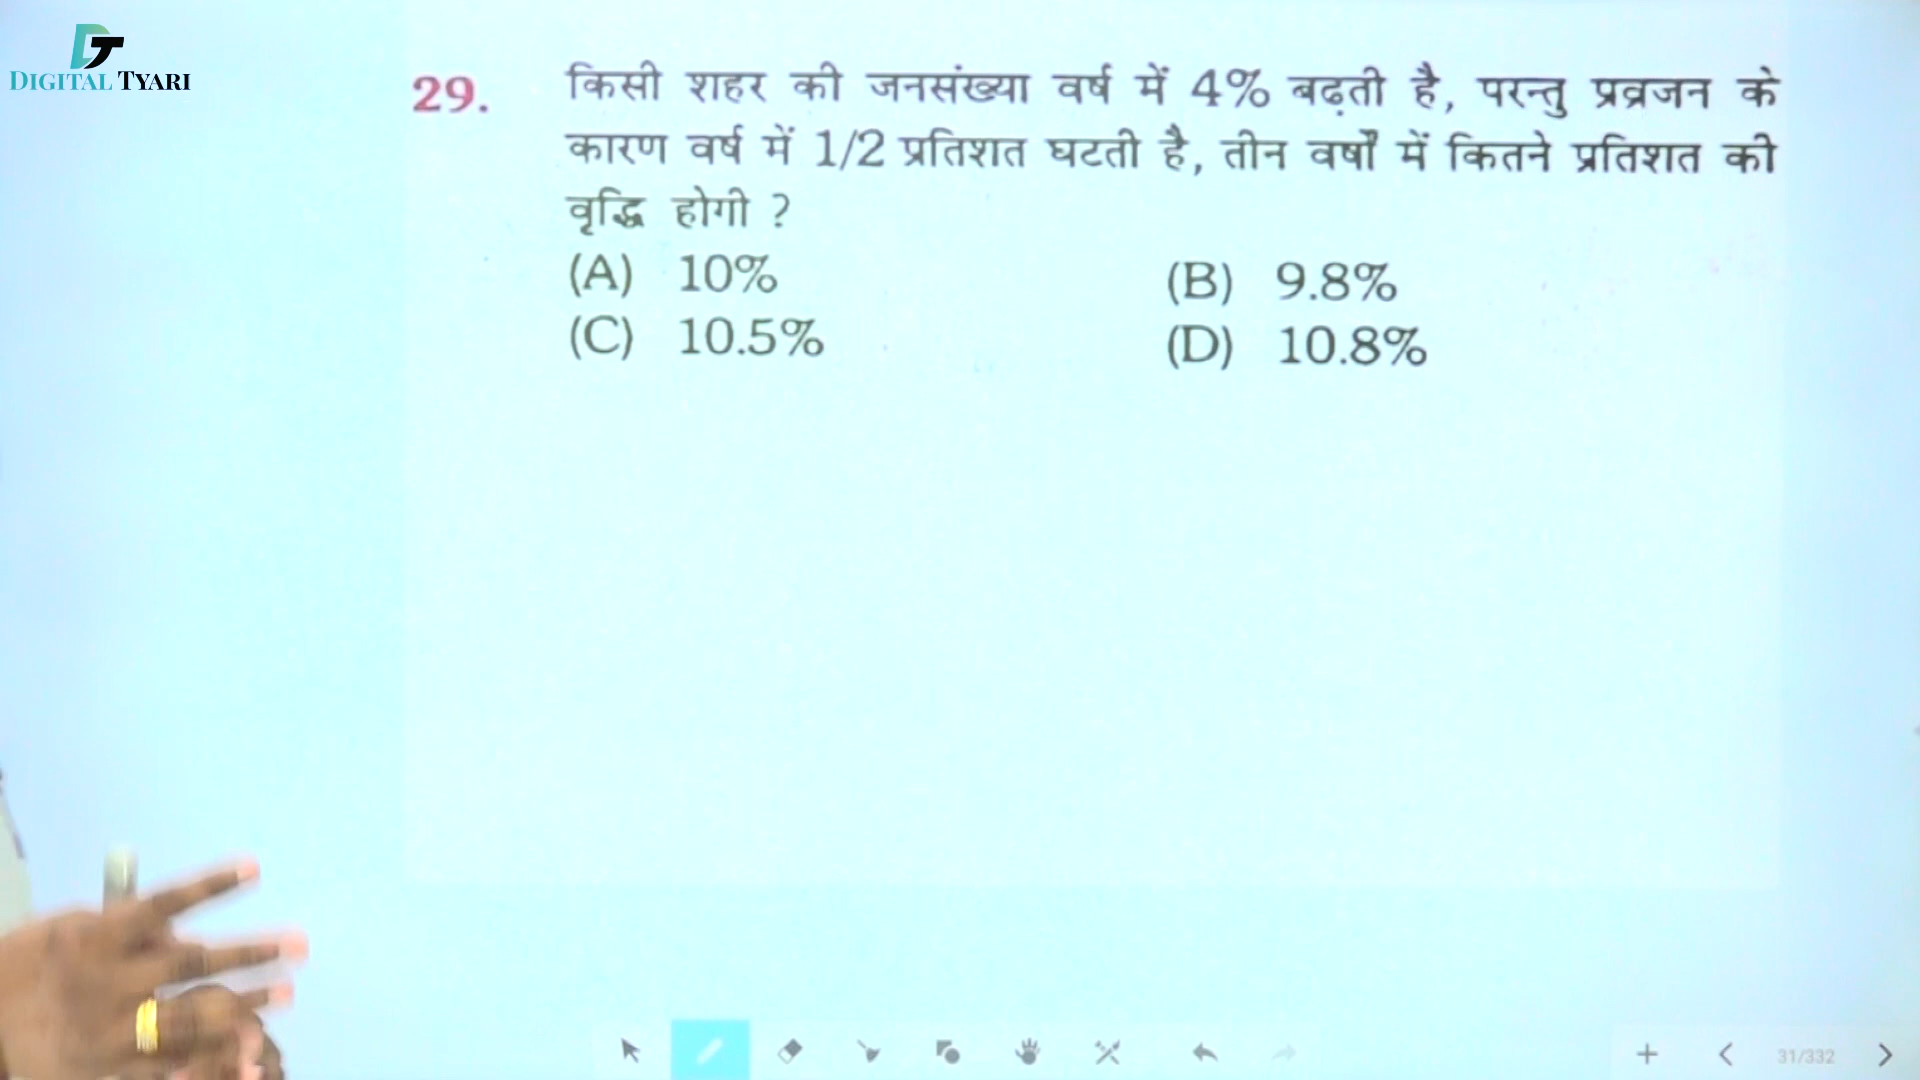 DIGITAL TYARI
29. किसी शहर की जनसंख्या वर्ष में 4% बढ़ती है, परन्तु प्रव्रजन के
कारण वर्ष में 1/2 प्रतिशत घटती है, तीन वर्षों में कितने प्रतिशत की
वृद्धि होगी ?
(A) 10% (B) 9.8%
(C) 10.5% (D) 10.8%
31/332